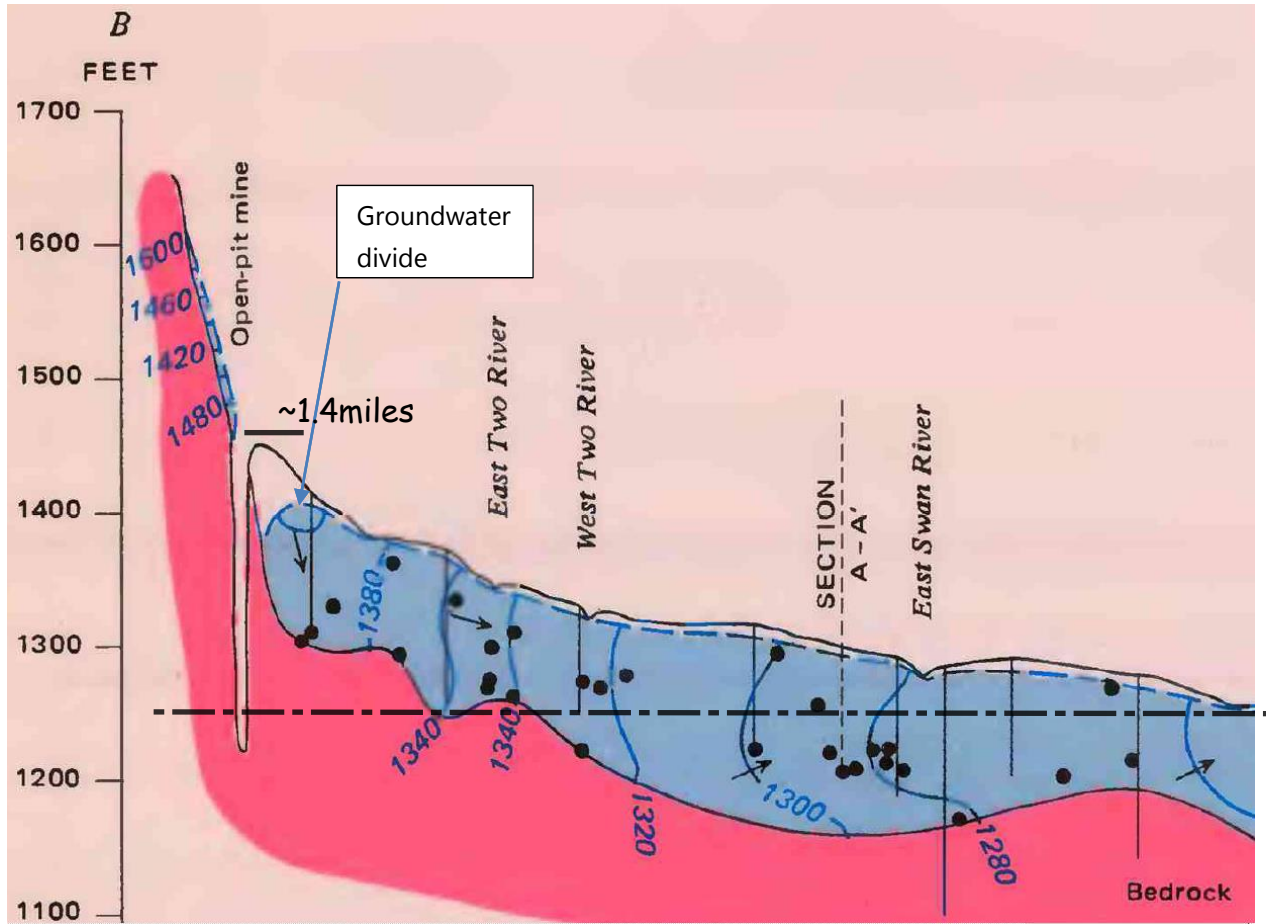 B
FEET
1700
1600
1500
1400
1300
1200
1100
1600
1460
1420
1480
Open-pit mine
Groundwater
divide
~1.4miles
East Two River
West Two River
SECTION
A-A'
East Swan River
1380
1340
1340
1320
1300
1280
Bedrock